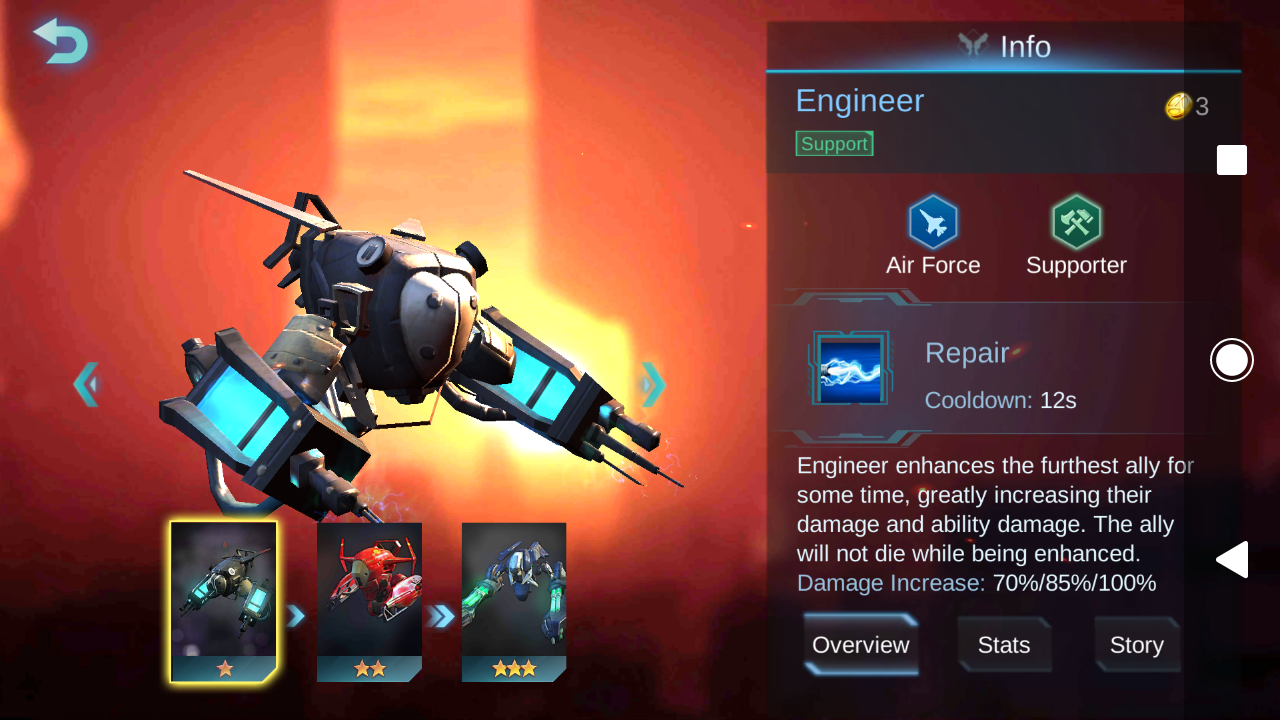 Info
Engineer
3
Support
Air Force
Supporter
Repair
Cooldown: 12s
Engineer enhances the furthest ally for
some time, greatly increasing their
damage and ability damage. The ally
will not die while being enhanced.
Damage Increase: 70%/85%/100%
Overview
Stats
Story